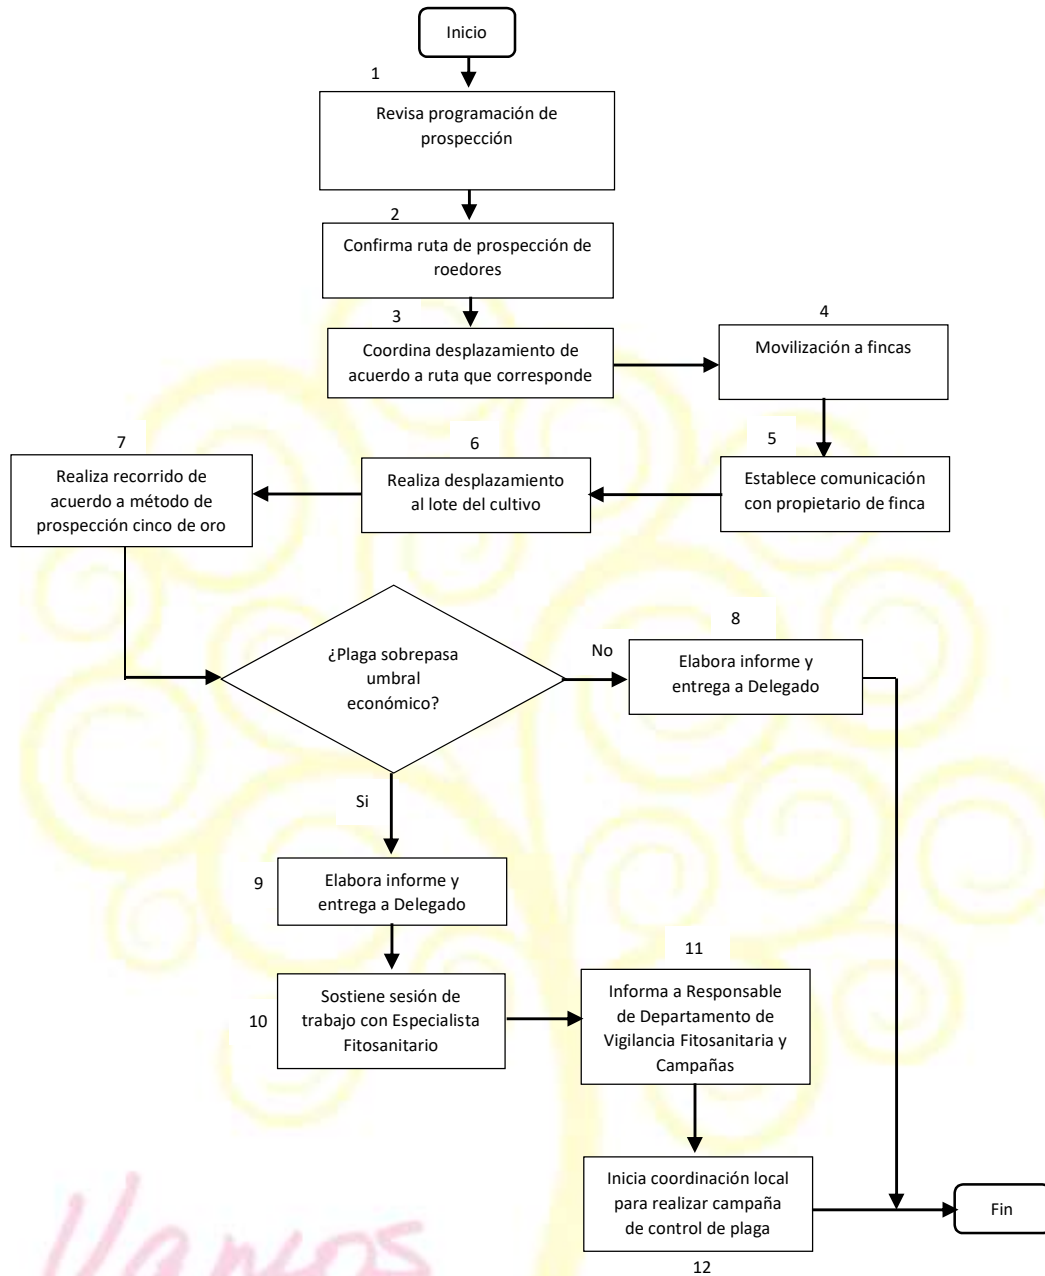 Inicio
1
Revisa programación de
prospección
2
Confirma ruta de prospección de
roedores
3
Coordina desplazamiento de
acuerdo a ruta que corresponde
4
Movilización a fincas
5
Establece comunicación
con propietario de finca
6
Realiza desplazamiento
al lote del cultivo
7
Realiza recorrido de
acuerdo a método de
prospección cinco de oro
¿Plaga sobrepasa
umbral
económico?
No
8
Elabora informe y
entrega a Delegado
Si
9
Elabora informe y
entrega a Delegado
10
Sostiene sesión de
trabajo con Especialista
Fitosanitario
11
Informa a Responsable
de Departamento de
Vigilancia Fitosanitaria y
Campañas
Inicia coordinación local
para realizar campaña
de control de plaga
12
Fin
Vamos